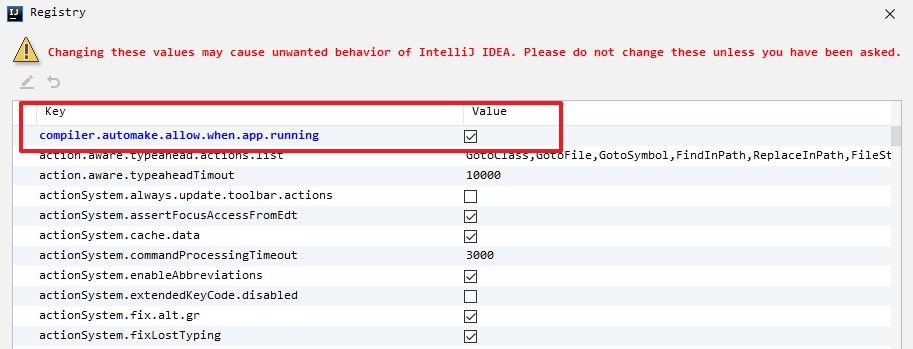 IJ Registry
Changing these values may cause unwanted behavior of IntelliJ IDEA. Please do not change these unless you have been asked.
Key Value
compiler.automake.allow.when.app.running
action.aware.typeahead.actions.list GotoClass,GotoFile,GotoSymbol,FindInPath,ReplaceInPath,FileSt
action.aware.typeaheadTimout 10000
actionSystem.always.update.toolbar.actions
actionSystem.assertFocusAccessFromEdt
actionSystem.cache.data
actionSystem.commandProcessingTimeout 3000
actionSystem.enableAbbreviations
actionSystem.extendedKeyCode.disabled
actionSystem.fix.alt.gr
actionSystem.fixLostTyping